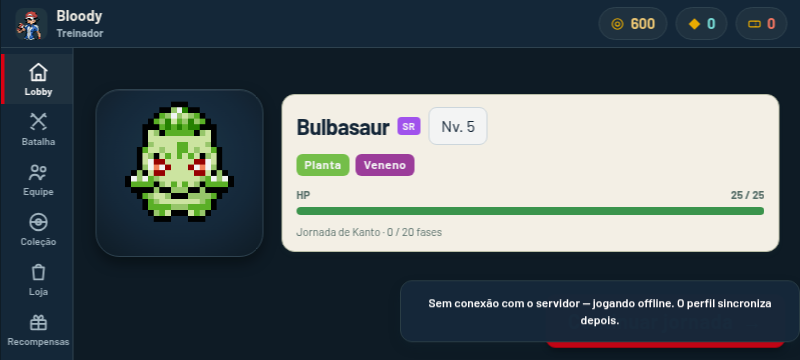 Bloody
Treinador
600
0
0
Lobby
Batalha
Equipe
Coleção
Loja
Recompensas
Bulbasaur SR Nv. 5
Planta Veneno
HP 25 / 25
Jornada de Kanto · 0 / 20 fases
Sem conexão com o servidor — jogando offline. O perfil sincroniza
depois.